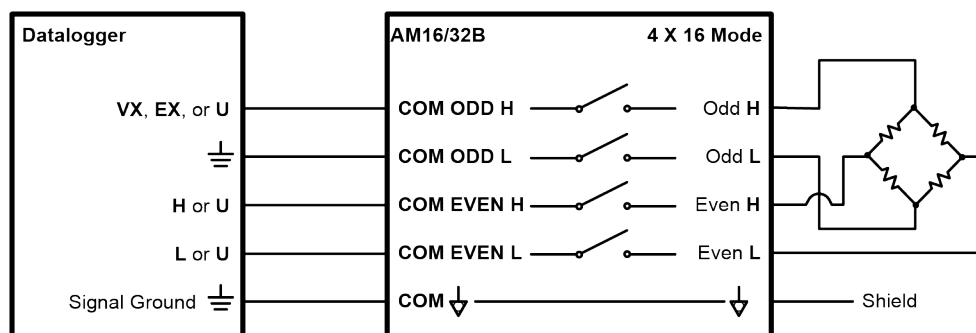 Datalogger
AM16/32B
4 X 16 Mode
VX, EX, or U
COM ODD H
Odd H
COM ODD L
Odd L
H or U
COM EVEN H
Even H
L or U
COM EVEN L
Even L
Signal Ground
COM
Shield